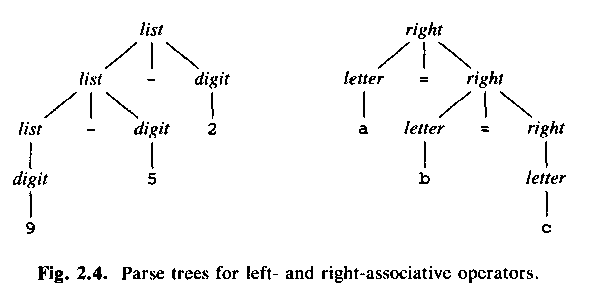 list right
list - digit letter = right
list - digit 2 a letter = right
digit 5 b letter
9 c
Fig. 2.4. Parse trees for left- and right-associative operators.